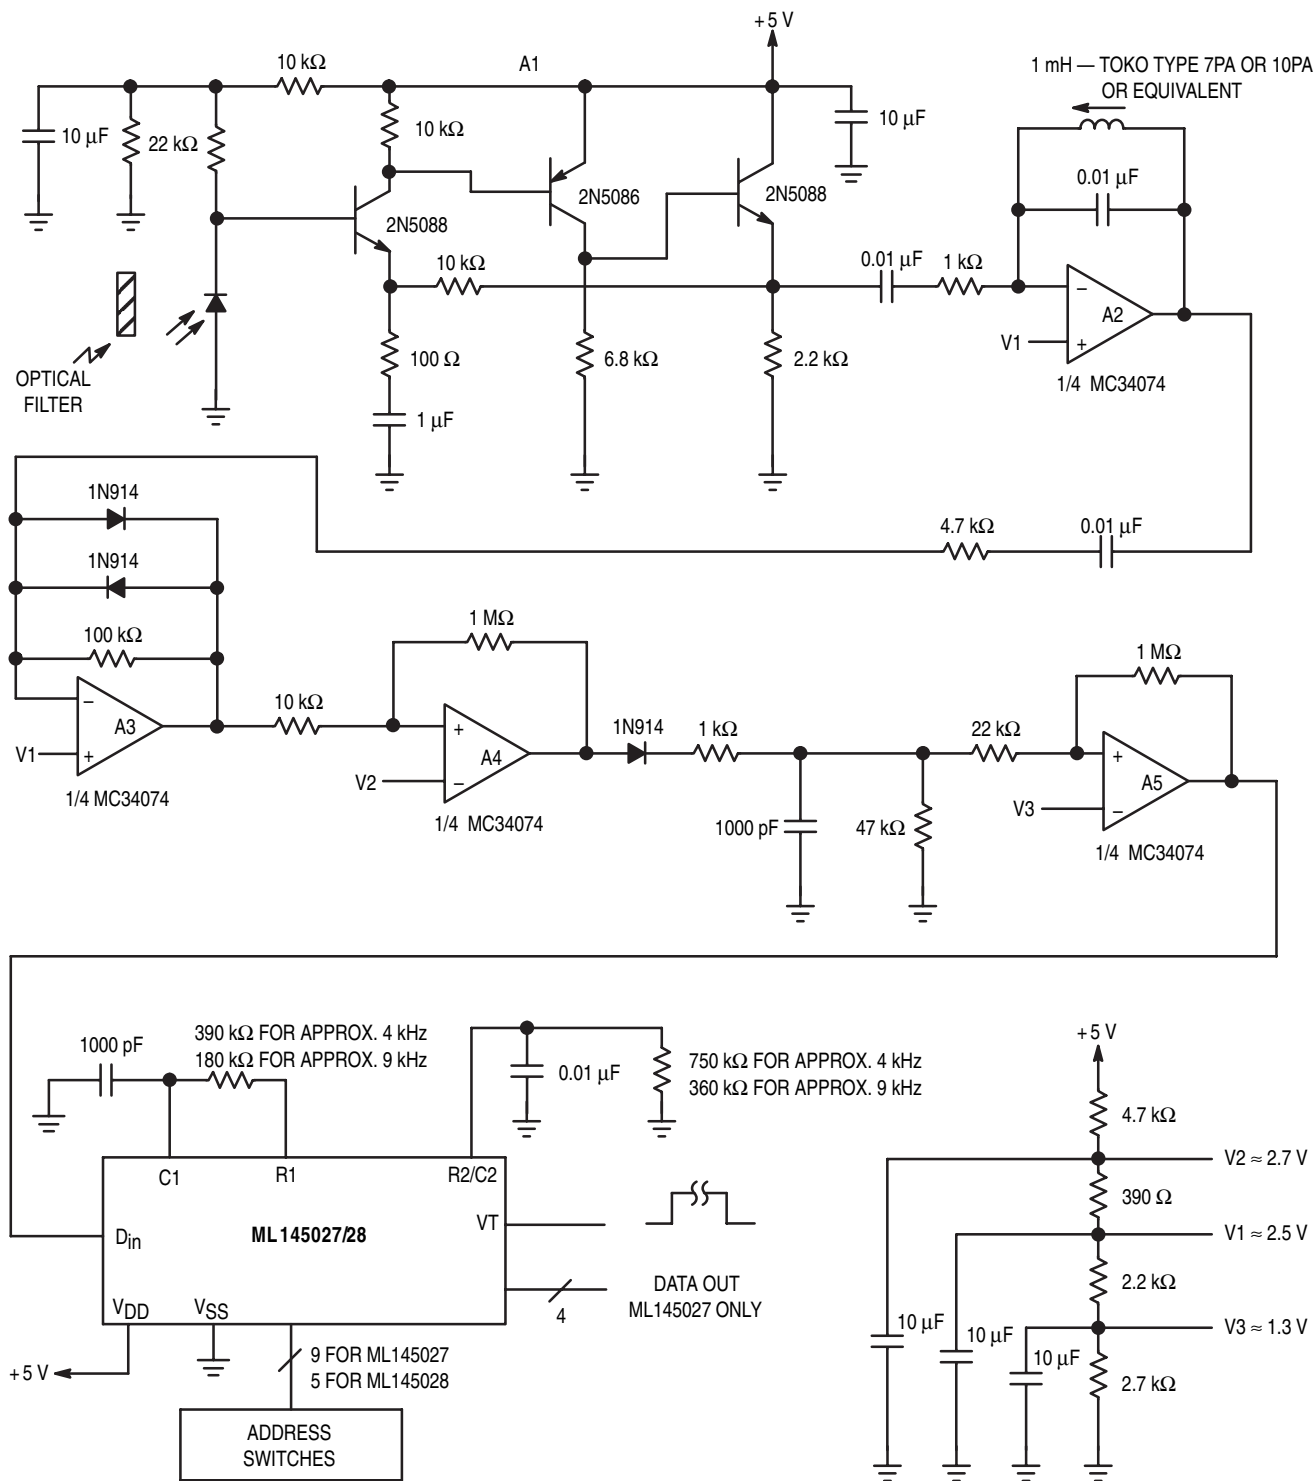 + 5 V
10 kΩ
A1
1 mH — TOKO TYPE 7PA OR 10PA
OR EQUIVALENT
10 µF
22 kΩ
10 kΩ
10 µF
2N5088
2N5086
2N5088
0.01 µF
10 kΩ
0.01 µF
1 kΩ
–
A2
V1
+
1/4 MC34074
OPTICAL
FILTER
100 Ω
6.8 kΩ
2.2 kΩ
1 µF
1N914
1N914
100 kΩ
4.7 kΩ
0.01 µF
–
A3
V1
+
1/4 MC34074
10 kΩ
1 MΩ
+
A4
V2
–
1/4 MC34074
1N914
1 kΩ
1000 pF
47 kΩ
22 kΩ
1 MΩ
+
A5
V3
–
1/4 MC34074
1000 pF
390 kΩ FOR APPROX. 4 kHz
180 kΩ FOR APPROX. 9 kHz
0.01 µF
750 kΩ FOR APPROX. 4 kHz
360 kΩ FOR APPROX. 9 kHz
C1
R1
R2/C2
ML145027/28
Din
VT
VDD
VSS
4
DATA OUT
ML145027 ONLY
+ 5 V
9 FOR ML145027
5 FOR ML145028
ADDRESS
SWITCHES
+ 5 V
4.7 kΩ
V2 ≈ 2.7 V
390 Ω
V1 ≈ 2.5 V
2.2 kΩ
V3 ≈ 1.3 V
10 µF
10 µF
10 µF
2.7 kΩ